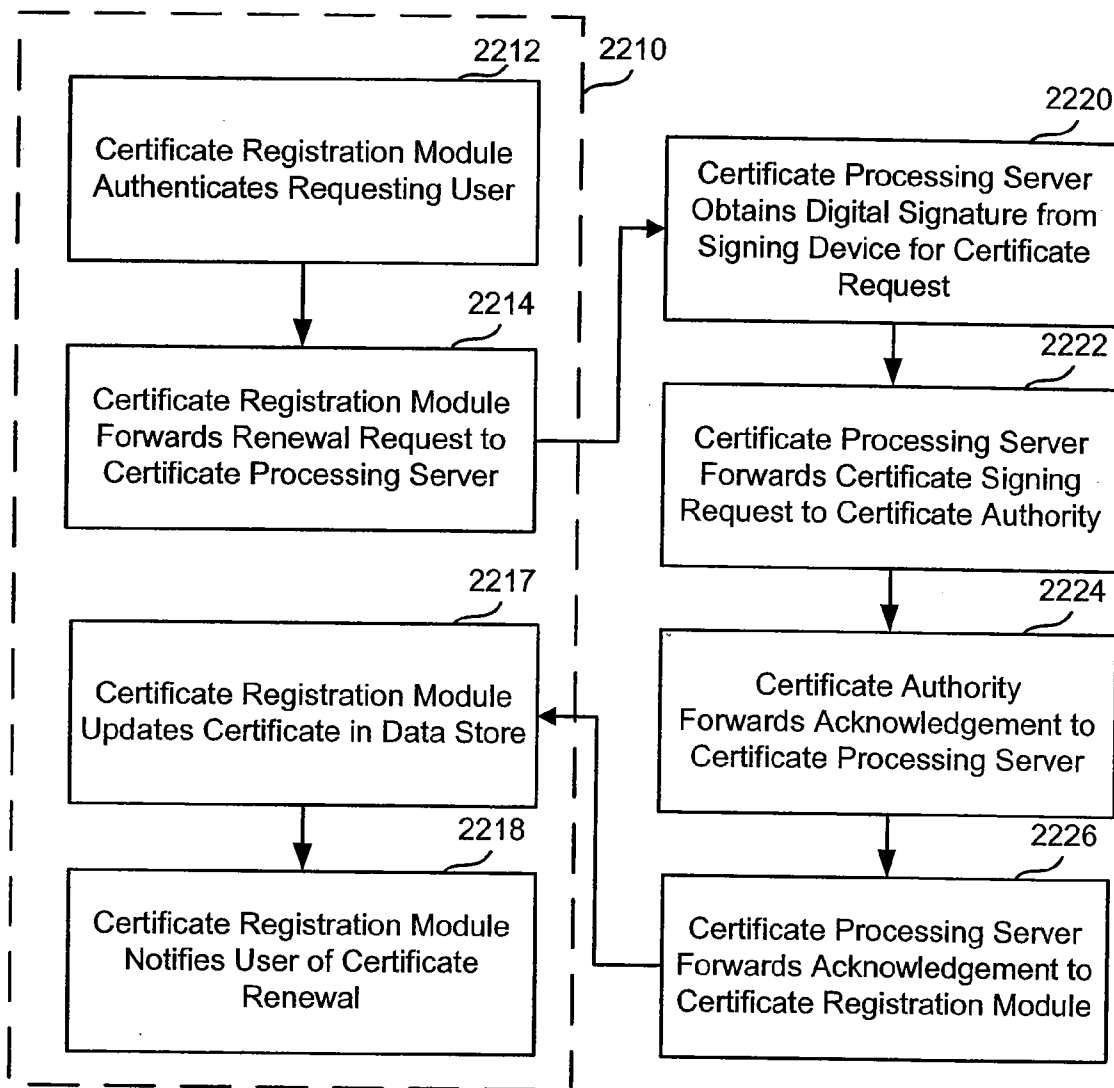 2212
2210
Certificate Registration Module
Authenticates Requesting User
2214
Certificate Registration Module
Forwards Renewal Request to
Certificate Processing Server
2220
Certificate Processing Server
Obtains Digital Signature from
Signing Device for Certificate
Request
2222
Certificate Processing Server
Forwards Certificate Signing
Request to Certificate Authority
2224
Certificate Authority
Forwards Acknowledgement to
Certificate Processing Server
2226
Certificate Processing Server
Forwards Acknowledgement to
Certificate Registration Module
2217
Certificate Registration Module
Updates Certificate in Data Store
2218
Certificate Registration Module
Notifies User of Certificate
Renewal